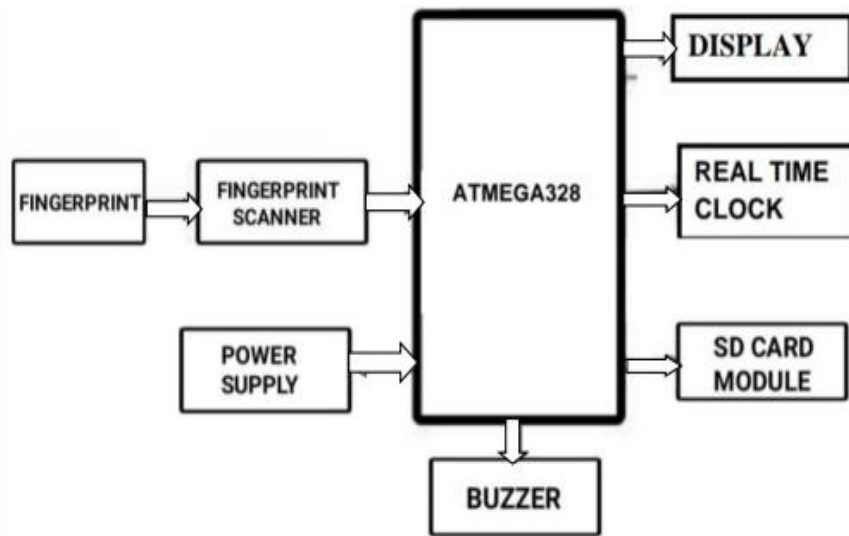 DISPLAY
FINGERPRINT
FINGERPRINT
SCANNER
ATMEGA328
REAL TIME
CLOCK
POWER
SUPPLY
SD CARD
MODULE
BUZZER